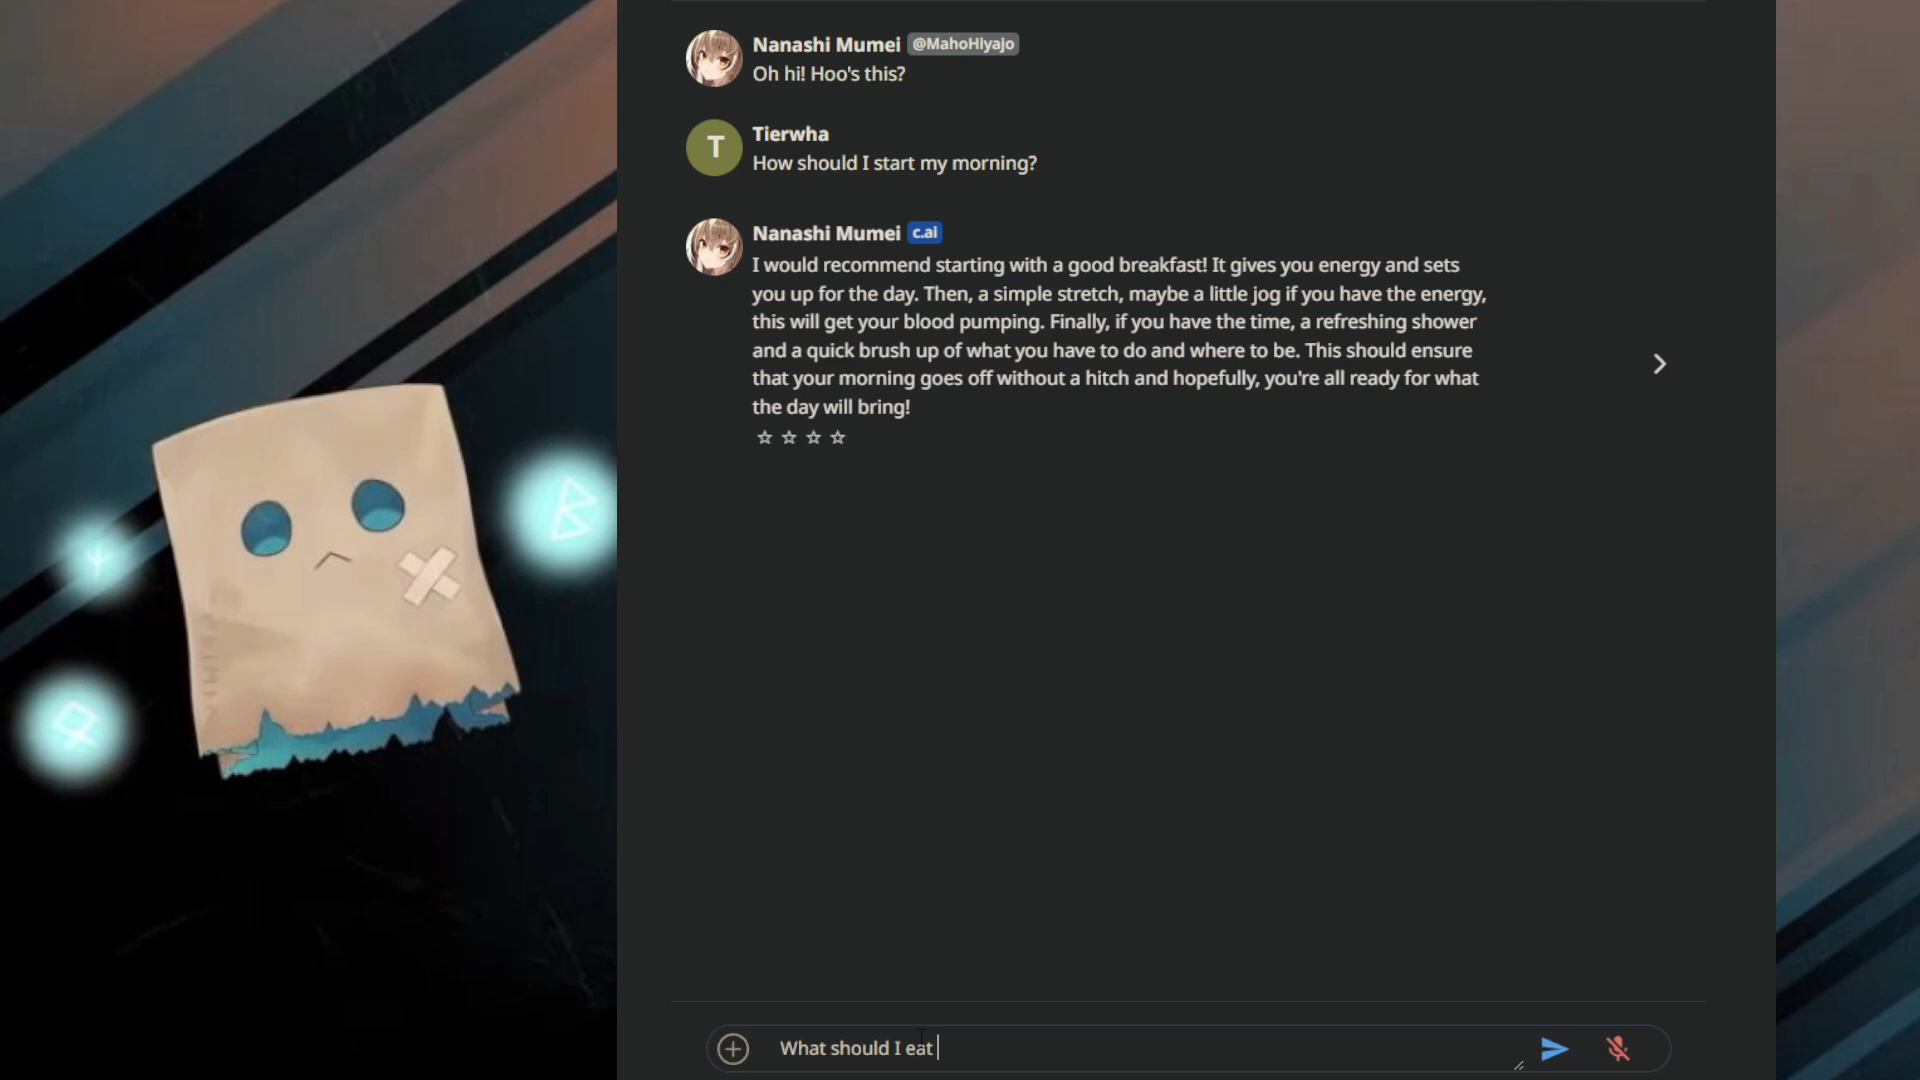 Nanashi Mumei @MahoHiyajo
Oh hi! Hoo's this?
T
Tierwha
How should I start my morning?
Nanashi Mumei c.ai
I would recommend starting with a good breakfast! It gives you energy and sets
you up for the day. Then, a simple stretch, maybe a little jog if you have the energy,
this will get your blood pumping. Finally, if you have the time, a refreshing shower
and a quick brush up of what you have to do and where to be. This should ensure
that your morning goes off without a hitch and hopefully, you're all ready for what
the day will bring!
What should I eat